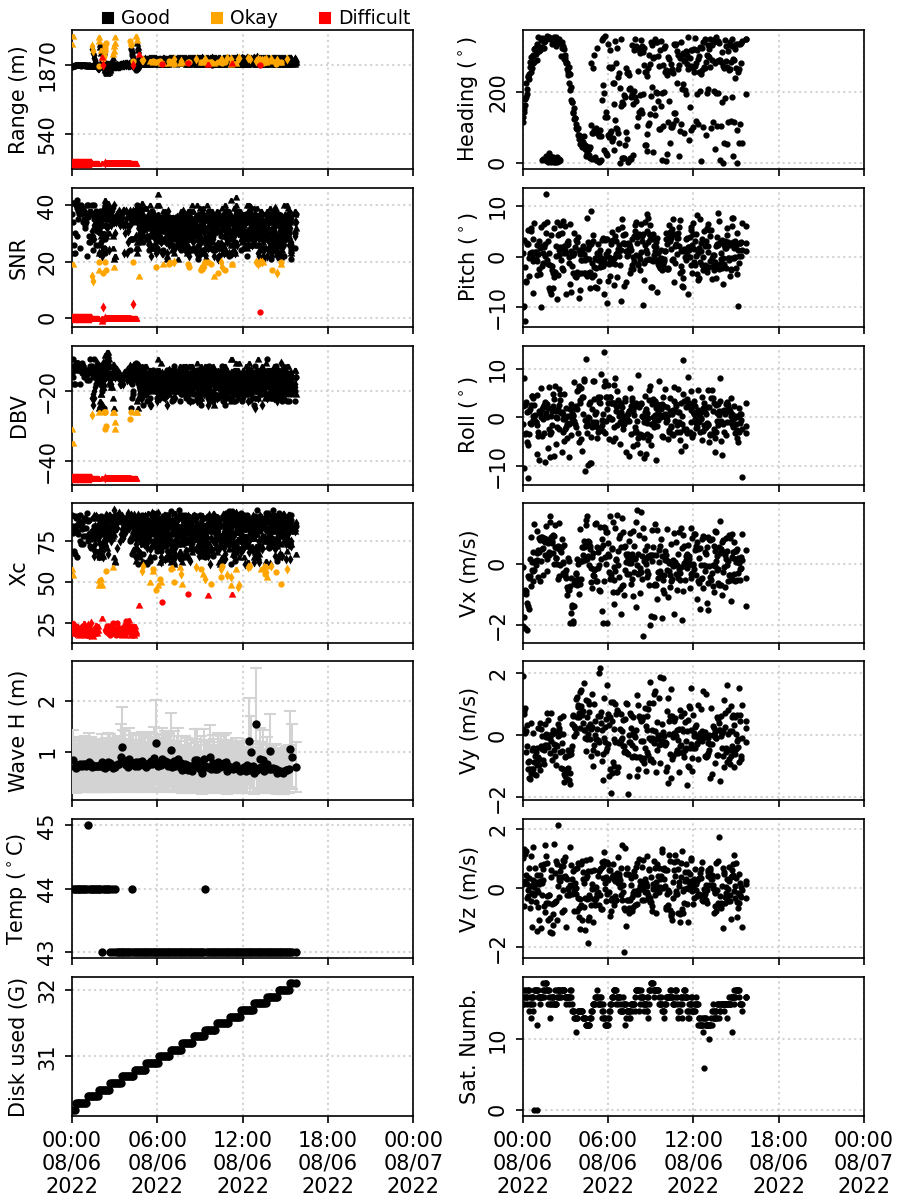 Good Okay Difficult
Range (m)
1870
540
Heading (°)
200
0
SNR
40
20
0
Pitch (°)
10
0
−10
DBV
−20
−40
Roll (°)
10
0
−10
Xc
75
50
25
Vx (m/s)
0
−2
Wave H (m)
2
1
Vy (m/s)
2
0
−2
Temp (°C)
45
44
43
Vz (m/s)
2
0
−2
Disk used (G)
32
31
Sat. Numb.
10
0
00:00 06:00 12:00 18:00 00:00
08/06 08/06 08/06 08/06 08/07
2022 2022 2022 2022 2022
00:00 06:00 12:00 18:00 00:00
08/06 08/06 08/06 08/06 08/07
2022 2022 2022 2022 2022